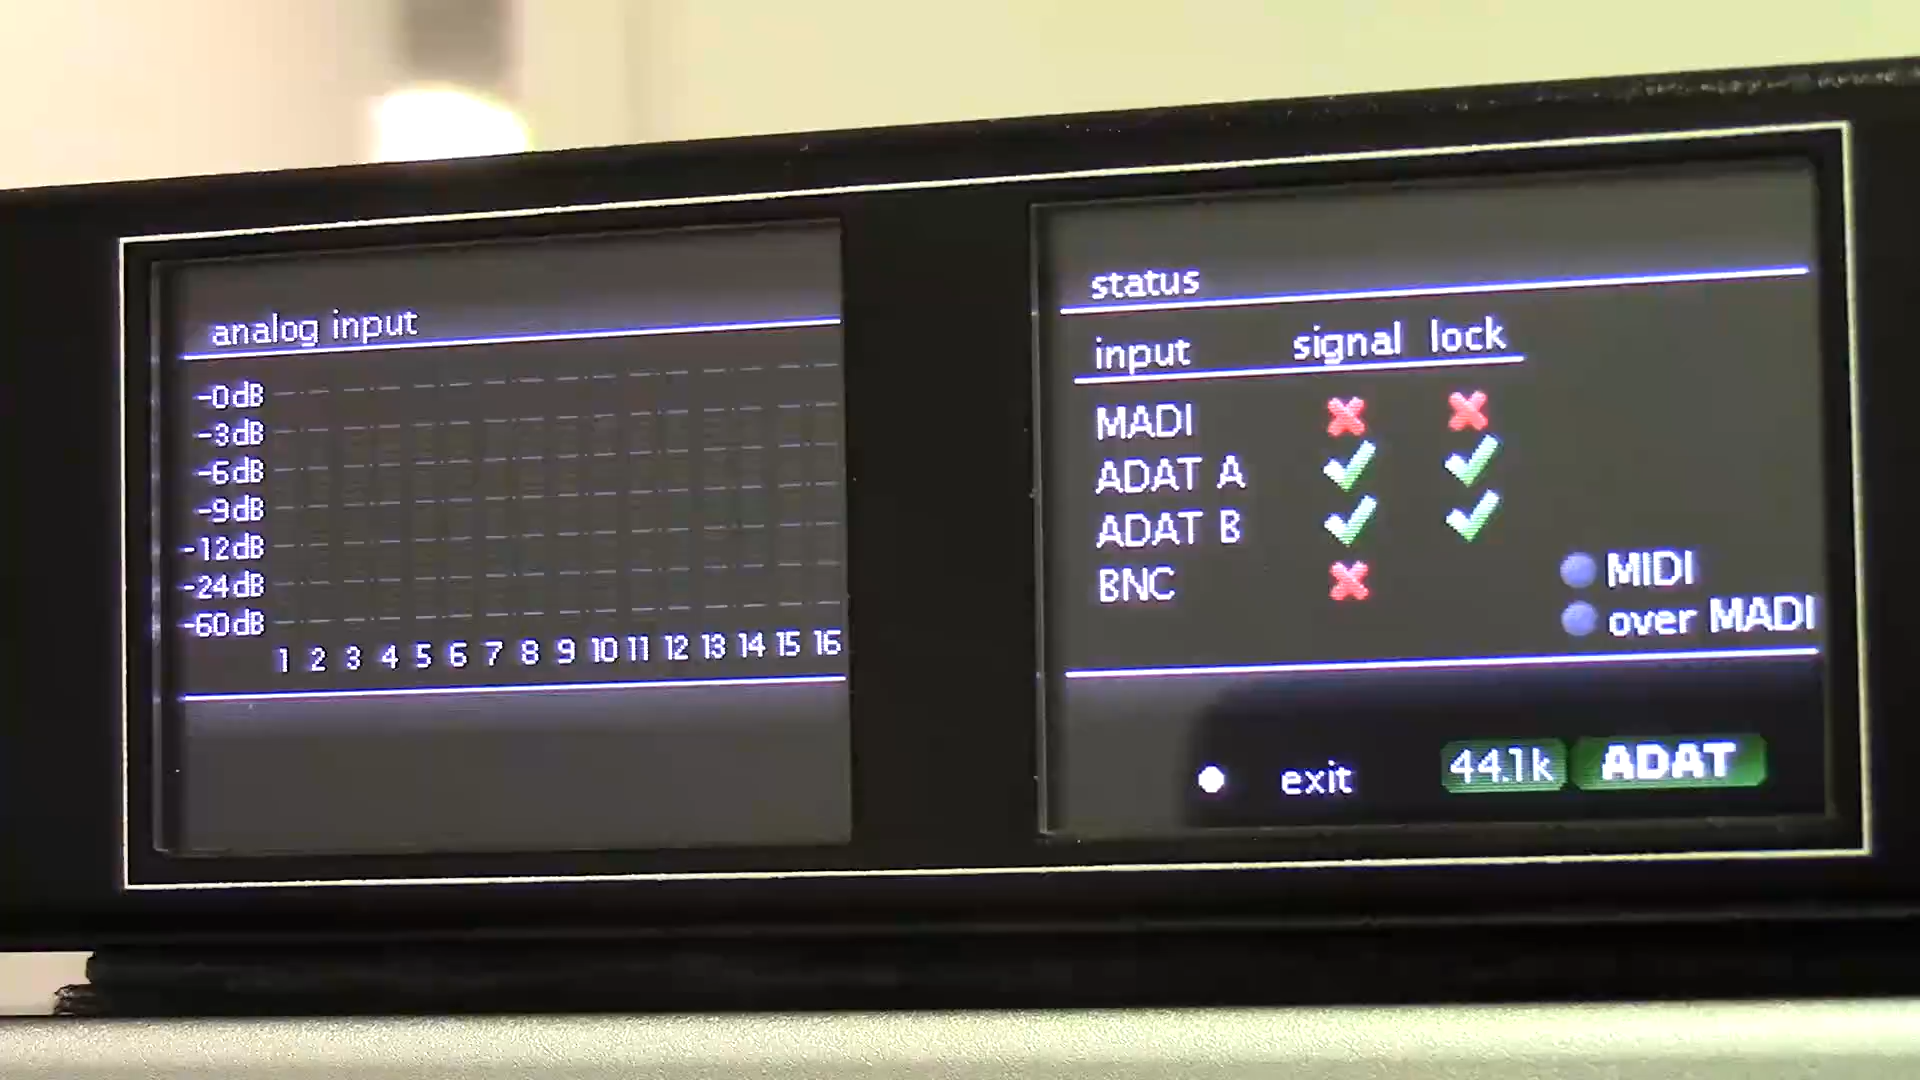 analog input
-0dB
-3dB
-6dB
-9dB
-12dB
-24dB
-60dB
1 2 3 4 5 6 7 8 9 10 11 12 13 14 15 16
status
input signal lock
MADI
ADAT A
ADAT B
BNC
MIDI
over MADI
exit 44.1k ADAT